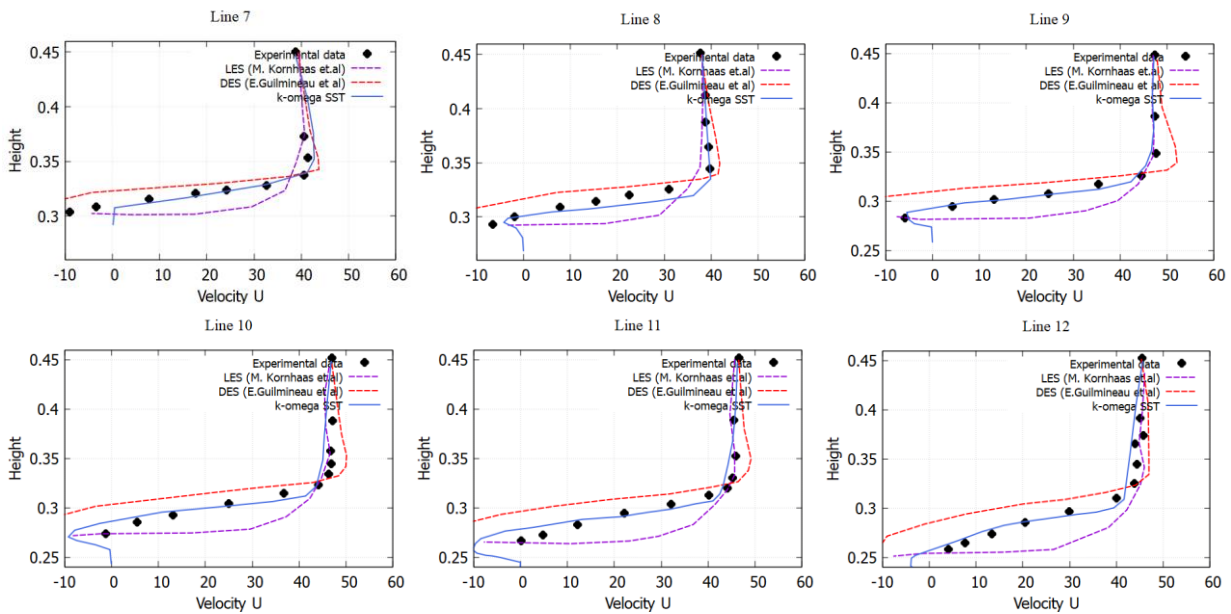 Line 7
0.45
0.4
0.35
0.3
Height
-10 0 10 20 30 40 50 60
Velocity U
Experimental data
LES (M. Kornhaas et.al)
DES (E.Guilmineau et al)
k-omega SST
Line 8
0.45
0.4
0.35
0.3
Height
-10 0 10 20 30 40 50 60
Velocity U
Experimental data
LES (M. Kornhaas et.al)
DES (E.Guilmineau et al)
k-omega SST
Line 9
0.45
0.4
0.35
0.3
0.25
Height
-10 0 10 20 30 40 50 60
Velocity U
Experimental data
LES (M. Kornhaas et.al)
DES (E.Guilmineau et al)
k-omega SST
Line 10
0.45
0.4
0.35
0.3
0.25
Height
-10 0 10 20 30 40 50 60
Velocity U
Experimental data
LES (M. Kornhaas et.al)
DES (E.Guilmineau et al)
k-omega SST
Line 11
0.45
0.4
0.35
0.3
0.25
Height
-10 0 10 20 30 40 50 60
Velocity U
Experimental data
LES (M. Kornhaas et.al)
DES (E.Guilmineau et al)
k-omega SST
Line 12
0.45
0.4
0.35
0.3
0.25
Height
-10 0 10 20 30 40 50 60
Velocity U
Experimental data
LES (M. Kornhaas et.al)
DES (E.Guilmineau et al)
k-omega SST